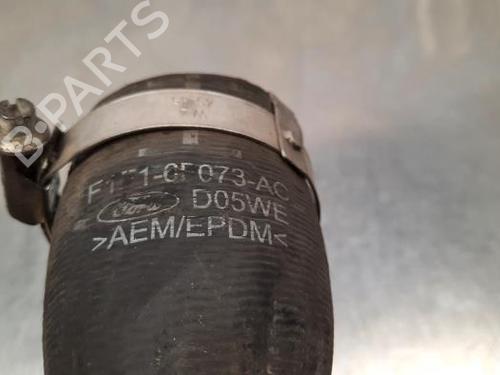 B-PARTS
F1F1-6F073-AC
Ford D05WE
>AEM/EPDM<